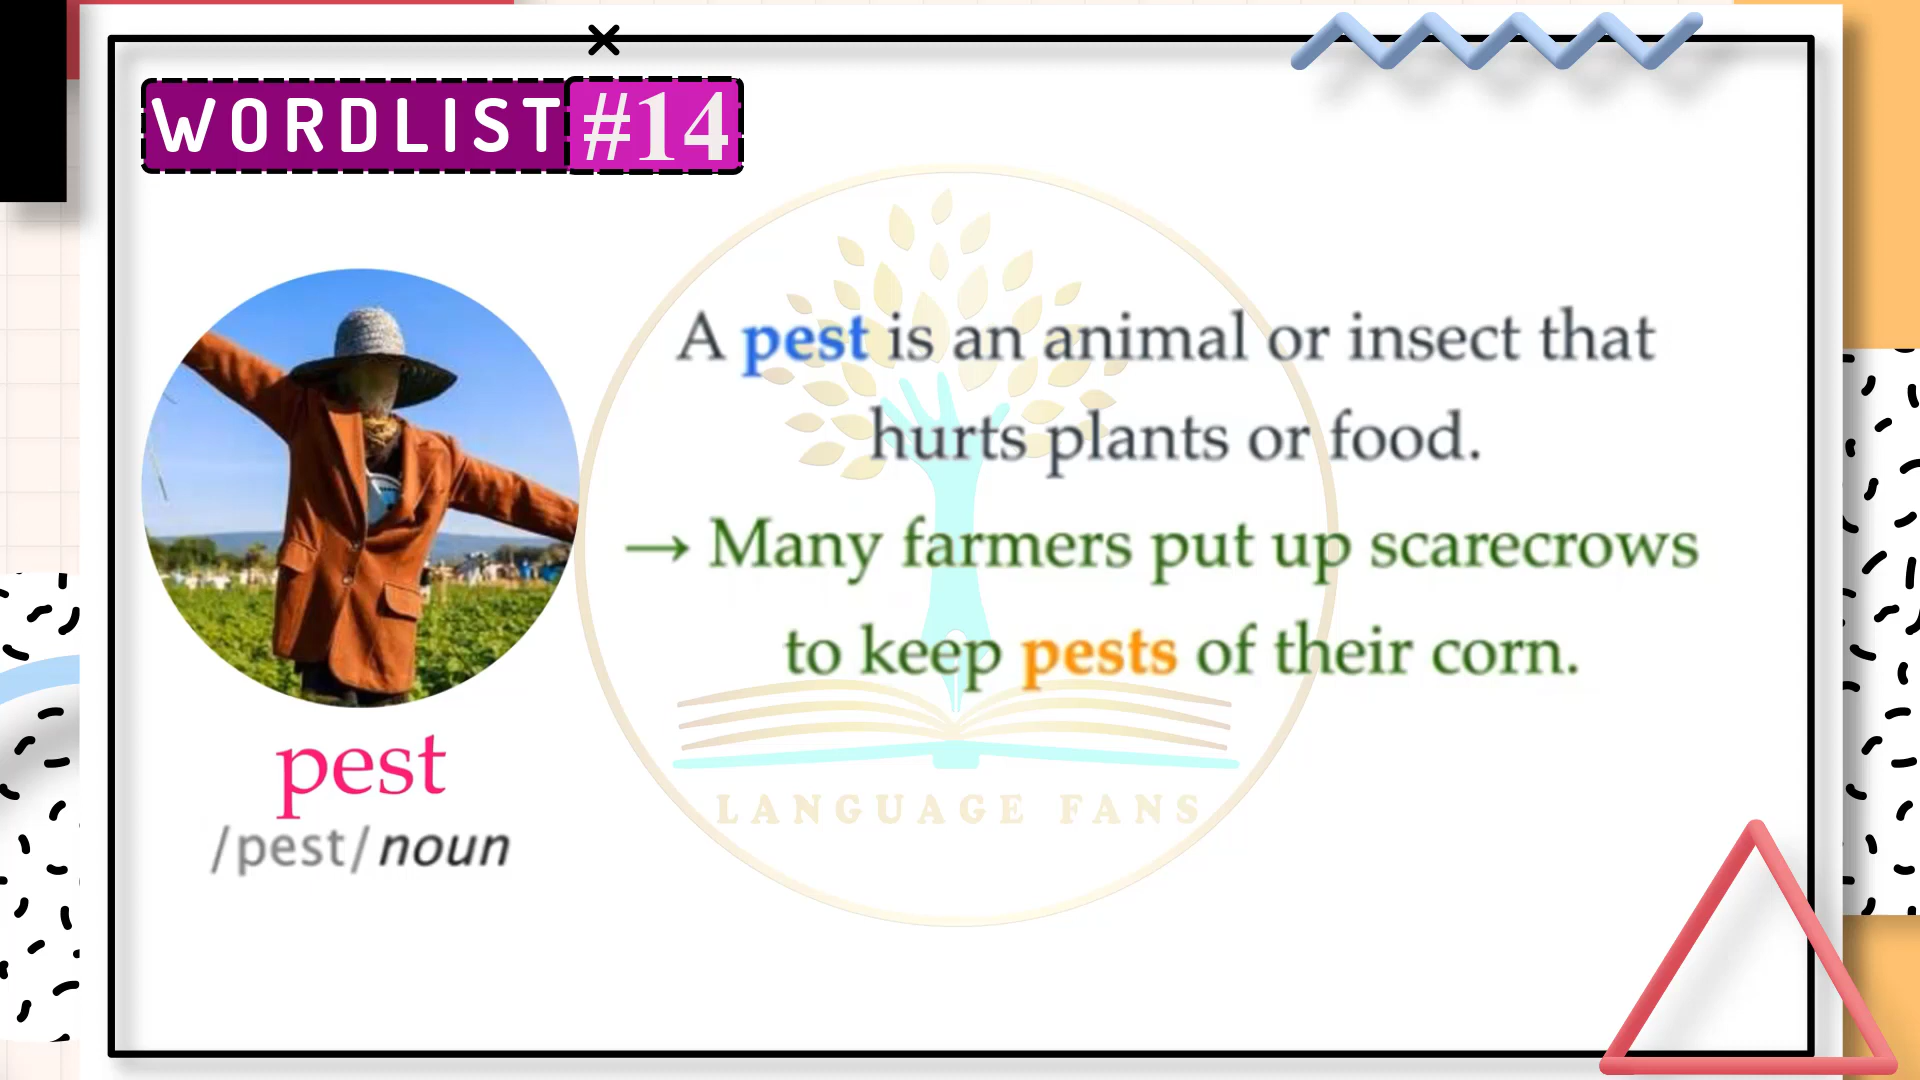 WORDLIST #14
A pest is an animal or insect that
hurts plants or food.
→ Many farmers put up scarecrows
to keep pests of their corn.
pest
/pest/ noun
LANGUAGE FANS